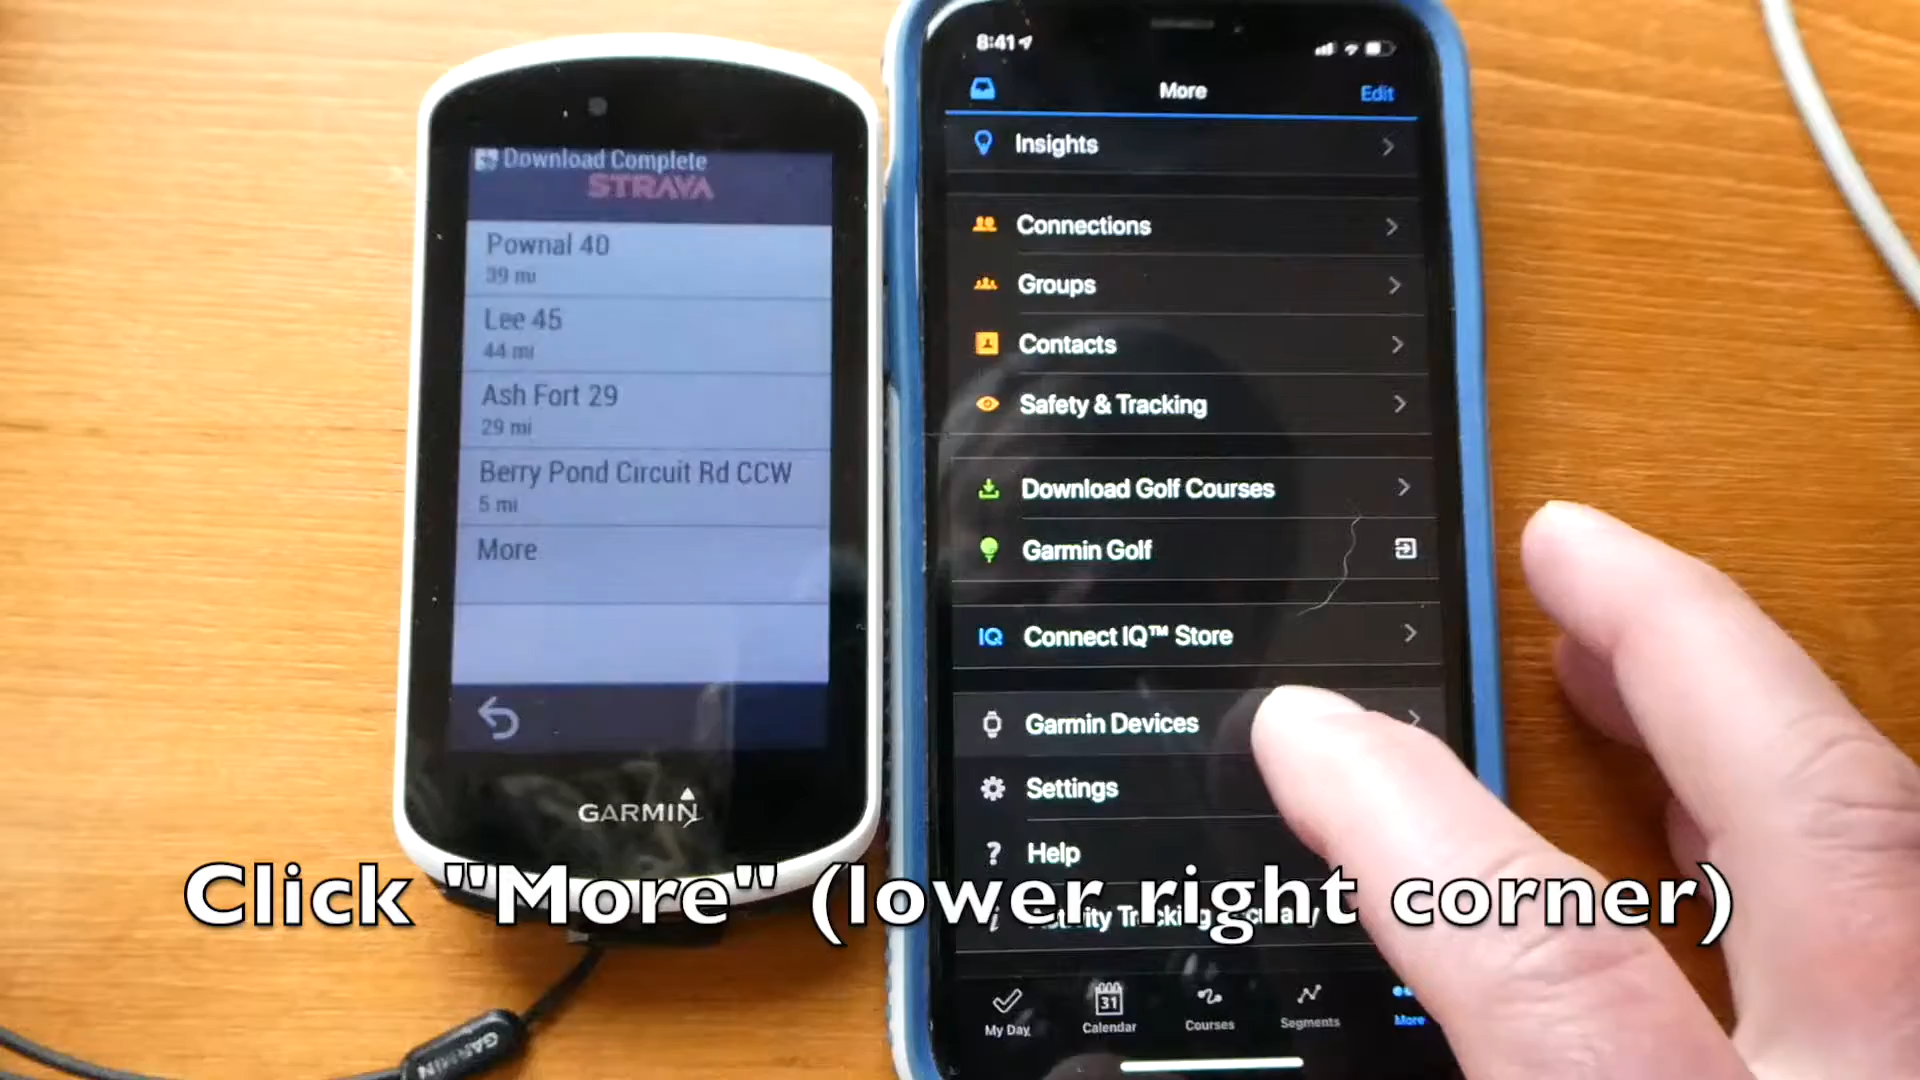 Download Complete
STRAVA
Pownal 40
39 mi
Lee 45
44 mi
Ash Fort 29
29 mi
Berry Pond Circuit Rd CCW
5 mi
More
GARMIN
GARMIN
8:41
More
Edit
Insights
Connections
Groups
Contacts
Safety & Tracking
Download Golf Courses
Garmin Golf
IQ Connect IQ™ Store
Garmin Devices
Settings
? Help
i Activity Tracking
31
My Day
Calendar
Courses
Segments
More
Click "More" (lower right corner)